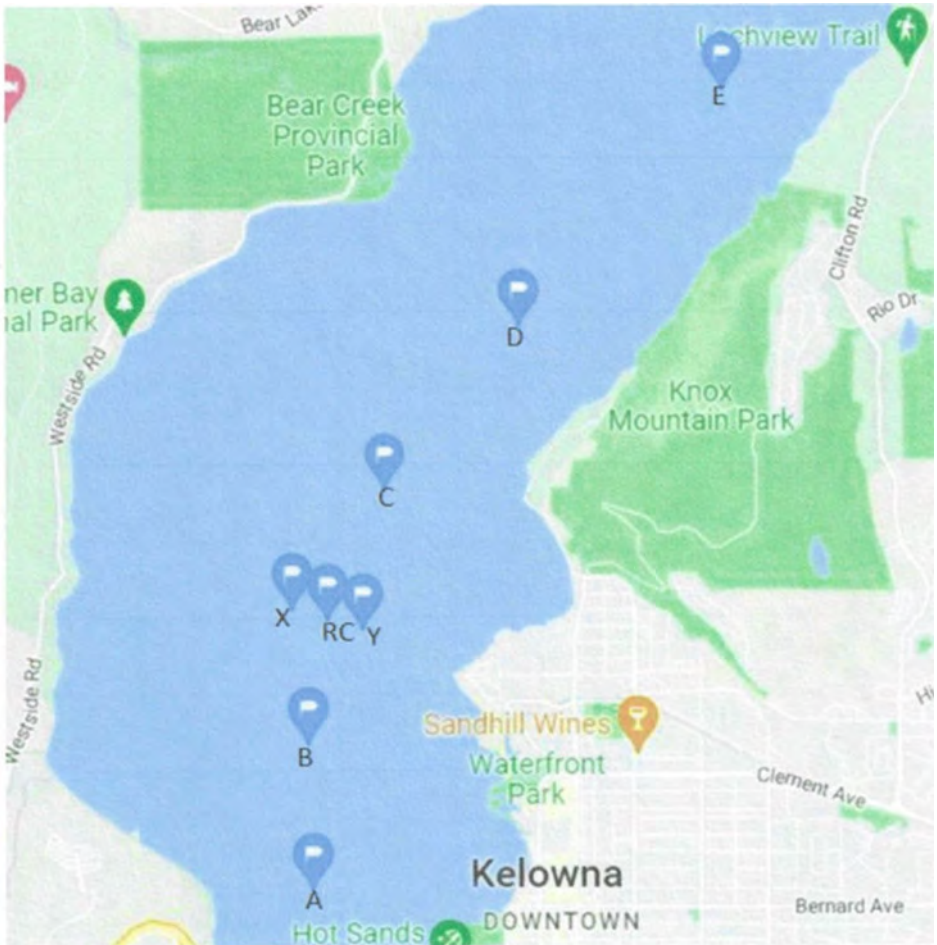 Bear Lake
Lochview Trail
E
Bear Creek
Provincial
Park
Clifton Rd
Rio Dr
ner Bay
nal Park
D
Westside Rd
Knox
Mountain Park
C
X
RC
Y
Westside Rd
Sandhill Wines
B
Waterfront
Park
Clement Ave
A
Kelowna
DOWNTOWN
Bernard Ave
Hot Sands